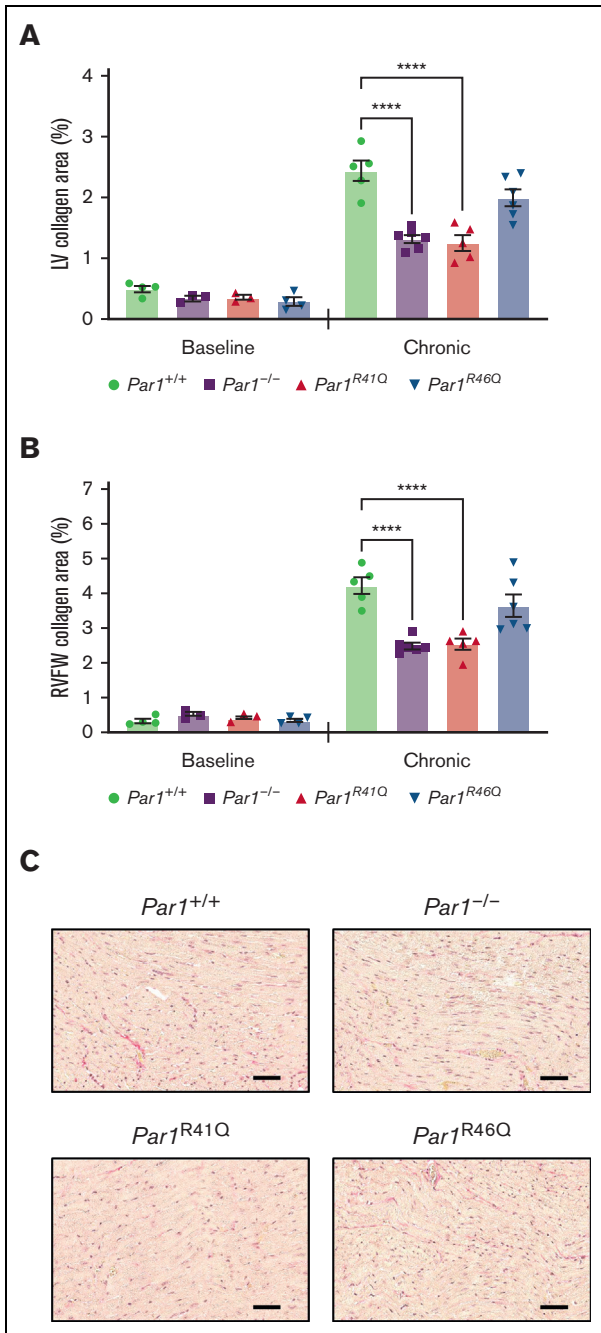 A
LV collagen area (%)
4
3
2
1
0
****
****
Baseline
Chronic
Par1+/+ Par1−/− Par1R41Q Par1R46Q
B
RVFW collagen area (%)
7
6
5
4
3
2
1
0
****
****
Baseline
Chronic
Par1+/+ Par1−/− Par1R41Q Par1R46Q
C
Par1+/+
Par1−/−
Par1R41Q
Par1R46Q